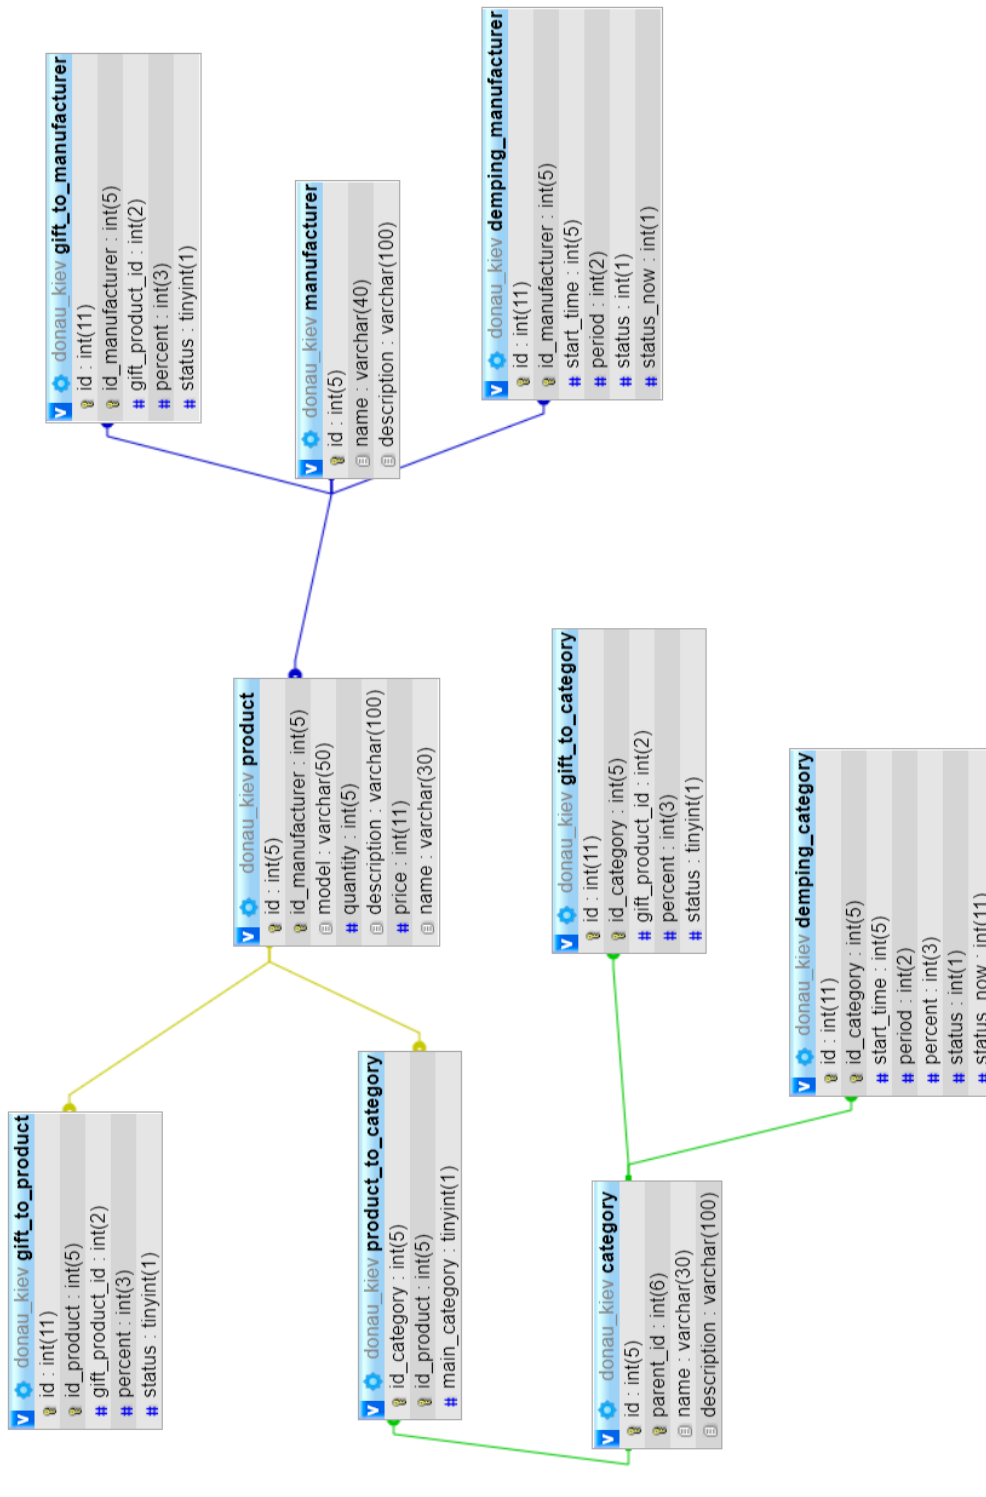 v donau_kiev gift_to_product
id : int(11)
id_product : int(5)
# gift_product_id : int(2)
# percent : int(3)
# status : tinyint(1)
v donau_kiev product_to_category
id_category : int(5)
id_product : int(5)
# main_category : tinyint(1)
v donau_kiev category
id : int(5)
parent_id : int(6)
name : varchar(30)
description : varchar(100)
v donau_kiev product
id : int(5)
id_manufacturer : int(5)
model : varchar(50)
# quantity : int(5)
description : varchar(100)
# price : int(11)
name : varchar(30)
v donau_kiev gift_to_category
id : int(11)
id_category : int(5)
# gift_product_id : int(2)
# percent : int(3)
# status : tinyint(1)
v donau_kiev demping_category
id : int(11)
id_category : int(5)
# start_time : int(5)
# period : int(2)
# percent : int(3)
# status : int(1)
# status_now : int(11)
v donau_kiev gift_to_manufacturer
id : int(11)
id_manufacturer : int(5)
# gift_product_id : int(2)
# percent : int(3)
# status : tinyint(1)
v donau_kiev manufacturer
id : int(5)
name : varchar(40)
description : varchar(100)
v donau_kiev demping_manufacturer
id : int(11)
id_manufacturer : int(5)
# start_time : int(5)
# period : int(2)
# status : int(1)
# status_now : int(1)